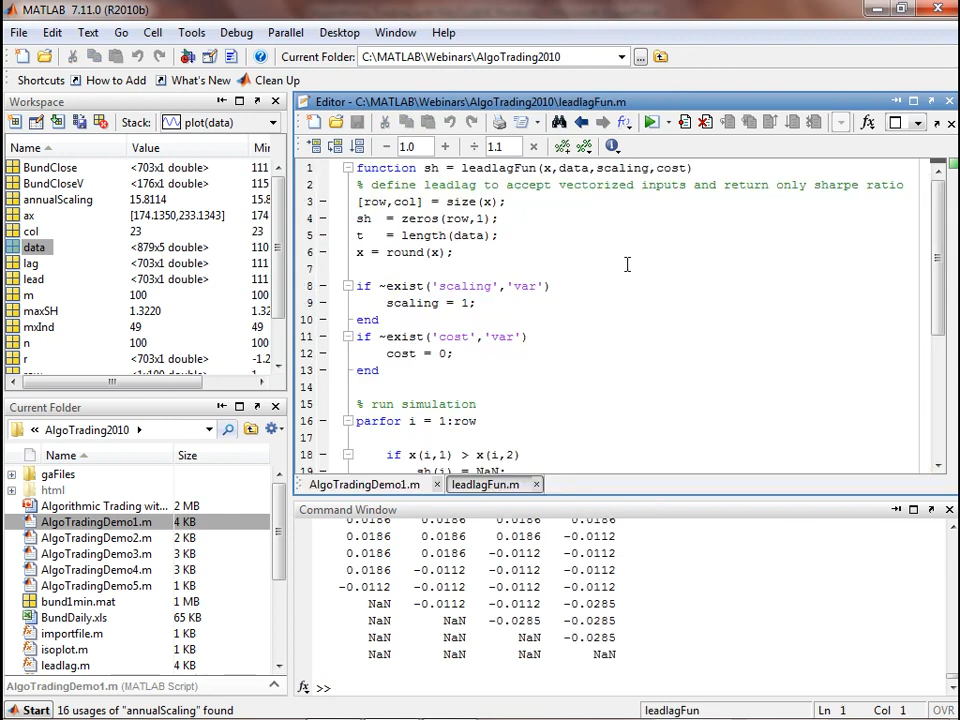 MATLAB 7.11.0 (R2010b)
File Edit Text Go Cell Tools Debug Parallel Desktop Window Help
Current Folder: C:\MATLAB\Webinars\AlgoTrading2010
Shortcuts How to Add What's New Clean Up
Workspace
Stack: plot(data)
Name Value Mi
BundClose <703x1 double> 111
BundCloseV <176x1 double> 115
annualScaling 15.8114 15.8
ax [174.1350,233.1343] 174
col 23 23
data <879x5 double> 110
lag
lead
m 100 100
maxSH 1.3220 1.3220
mxInd 49 49
n 100 100
r <703x1 double> -1.2
Current Folder
AlgoTrading2010
Name Size
gaFiles
html
Algorithmic Trading wit... 2 MB
AlgoTradingDemo1.m 4 KB
AlgoTradingDemo2.m 2 KB
AlgoTradingDemo3.m 3 KB
AlgoTradingDemo4.m 3 KB
AlgoTradingDemo5.m 1 KB
bund1min.mat 1 MB
BundDaily.xls 65 KB
importfile.m 1 KB
isoplot.m 1 KB
leadlag.m 4 KB
AlgoTradingDemo1.m (MATLAB Script)
Editor - C:\MATLAB\Webinars\AlgoTrading2010\leadlagFun.m
1.0 1.1
1 function sh = leadlagFun(x,data,scaling,cost)
2 % define leadlag to accept vectorized inputs and return only sharpe ratio
3 [row,col] = size(x);
4 sh = zeros(row,1);
5 t = length(data);
6 x = round(x);
7
8 if ~exist('scaling','var')
9 scaling = 1;
10 end
11 if ~exist('cost','var')
12 cost = 0;
13 end
14
15 % run simulation
16 parfor i = 1:row
17
18 if x(i,1) > x(i,2)
19 sh(i) = NaN;
AlgoTradingDemo1.m leadlagFun.m
Command Window
0.0186 0.0186 0.0186 -0.0112
0.0186 0.0186 0.0186 -0.0112
0.0186 0.0186 -0.0112 -0.0112
0.0186 -0.0112 -0.0112 -0.0112
-0.0112 -0.0112 -0.0112 -0.0112
NaN -0.0112 -0.0112 -0.0285
NaN NaN -0.0285 -0.0285
NaN NaN NaN -0.0285
NaN NaN NaN NaN
fx >>
Start 16 usages of "annualScaling" found leadlagFun Ln 1 Col 1 OVR